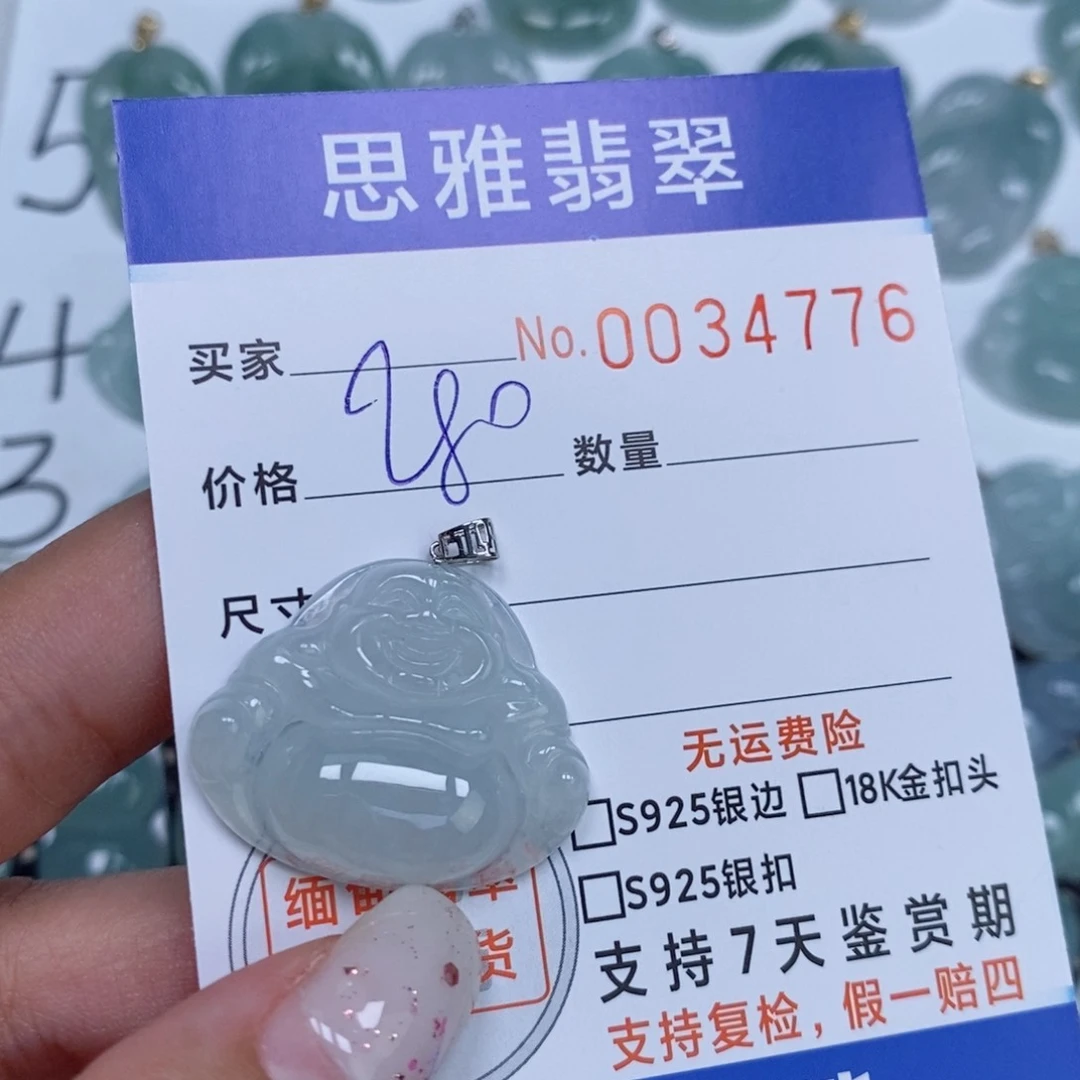 思雅翡翠
5
4
3
买家 No.0034776
价格 数量
尺寸
无运费险
□S925银边 □18K金扣头
□S925银扣
支持7天鉴赏期
支持复检，假一赔四
缅
货